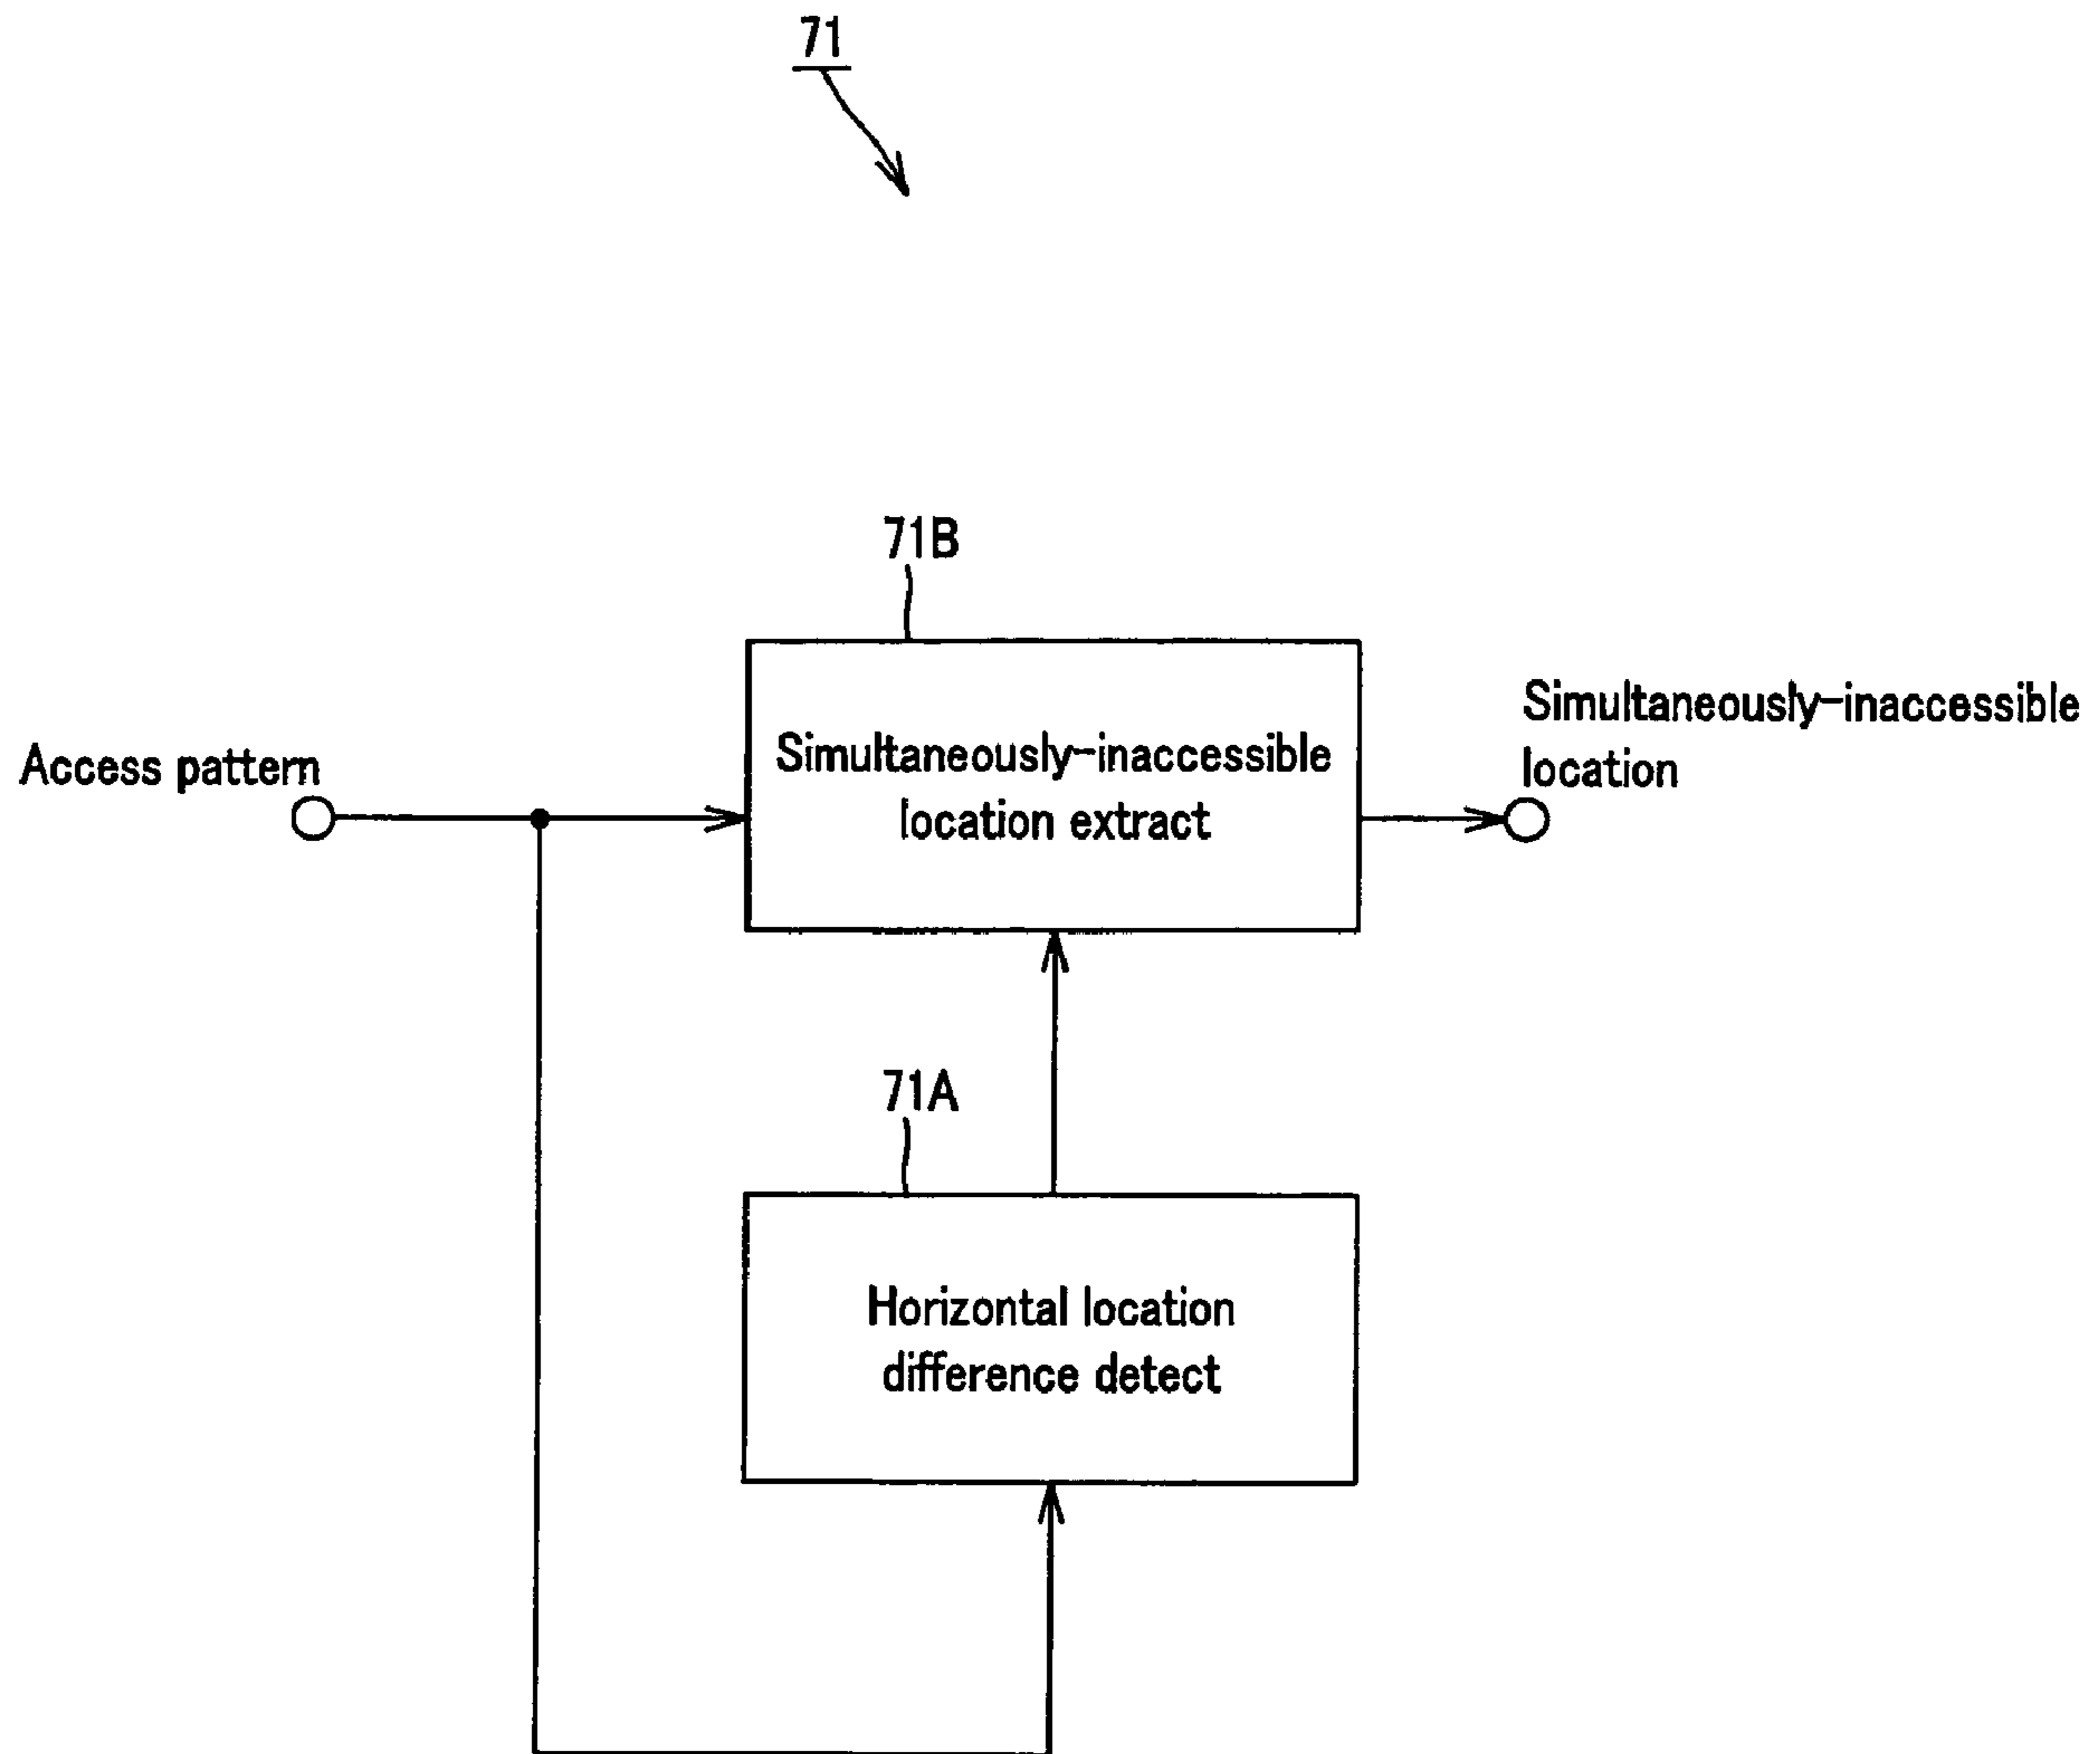 71
71B
Simultaneously-inaccessible
location extract
Access pattern
Simultaneously-inaccessible
location
71A
Horizontal location
difference detect